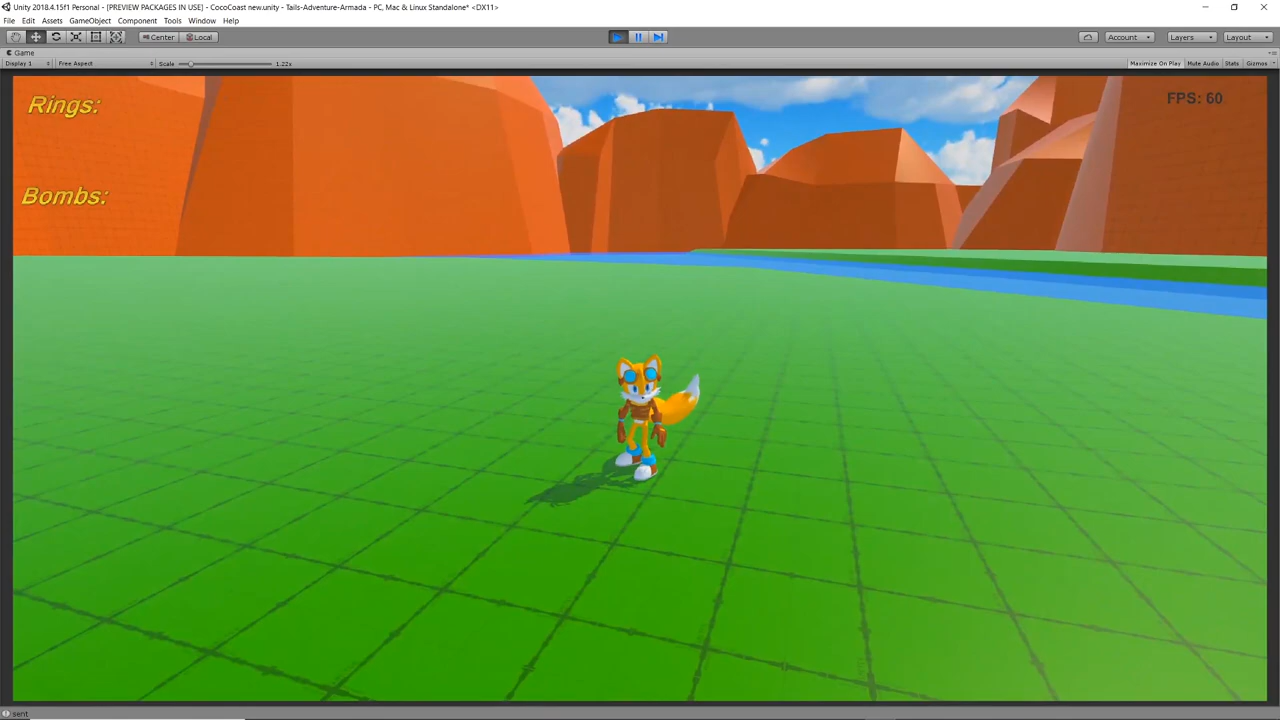 Unity 2018.4.15f1 Personal - [PREVIEW PACKAGES IN USE] - CocoCoast new.unity - Tails-Adventure-Armada - PC, Mac & Linux Standalone* <DX11>
File Edit Assets GameObject Component Tools Window Help
Center Local Account Layers Layout
Game
Display 1 Free Aspect Scale 1.22x Maximize On Play Mute Audio Stats Gizmos
Rings: FPS: 60
Bombs:
sent